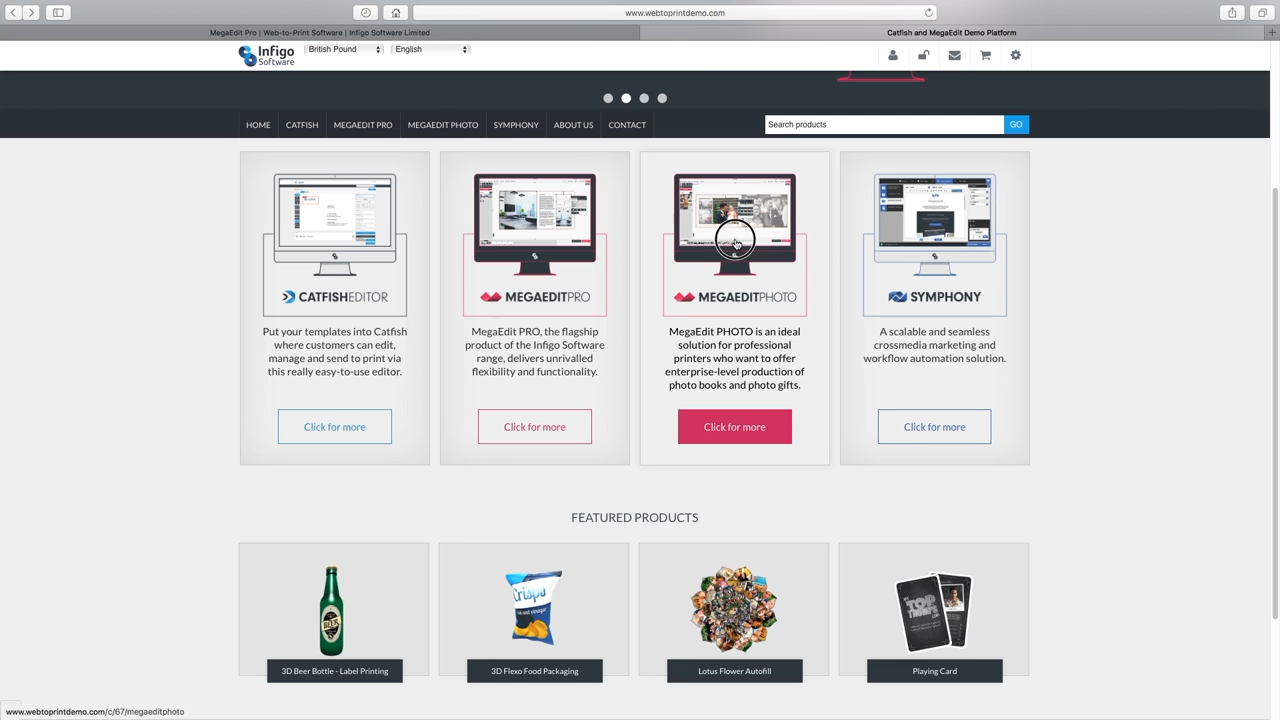 www.webtoprintdemo.com
MegaEdit Pro | Web-to-Print Software | Infigo Software Limited
Catfish and MegaEdit Demo Platform
Infigo Software
British Pound
English
HOME
CATFISH
MEGAEDIT PRO
MEGAEDIT PHOTO
SYMPHONY
ABOUT US
CONTACT
Search products
GO
CATFISHEDITOR
Put your templates into Catfish
where customers can edit,
manage and send to print via
this really easy-to-use editor.
Click for more
MEGAEDITPRO
MegaEdit PRO, the flagship
product of the Infigo Software
range, delivers unrivalled
flexibility and functionality.
Click for more
MEGAEDITPHOTO
MegaEdit PHOTO is an ideal
solution for professional
printers who want to offer
enterprise-level production of
photo books and photo gifts.
Click for more
SYMPHONY
A scalable and seamless
crossmedia marketing and
workflow automation solution.
Click for more
FEATURED PRODUCTS
BEER
3D Beer Bottle - Label Printing
Crisps
3D Flexo Food Packaging
Lotus Flower Autofill
TOP
Playing Card
www.webtoprintdemo.com/c/67/megaeditphoto